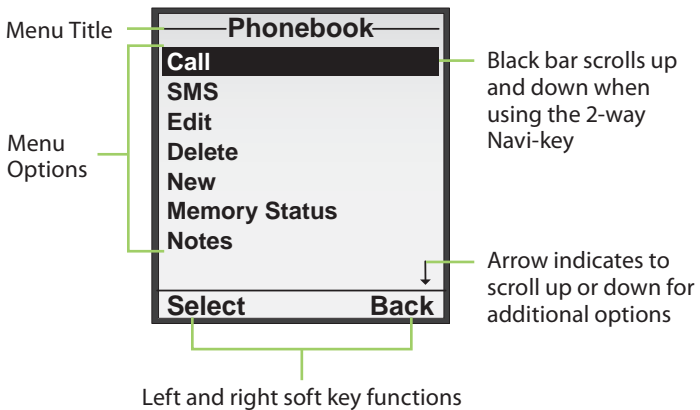 Menu Title
Phonebook
Call
SMS
Edit
Delete
New
Memory Status
Notes
Select Back
Menu
Options
Black bar scrolls up
and down when
using the 2-way
Navi-key
Arrow indicates to
scroll up or down for
additional options
Left and right soft key functions